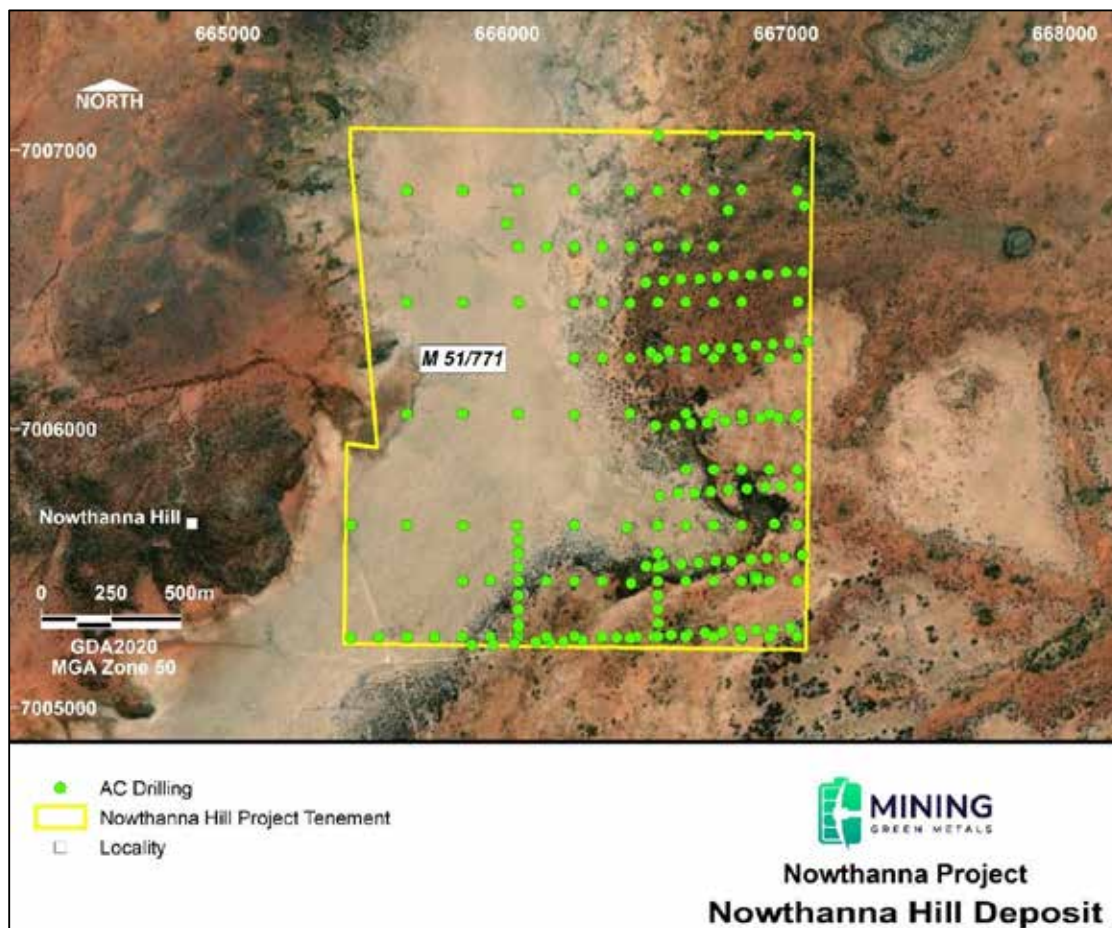 665000 666000 667000 668000
NORTH
7007000
M 51/771
7006000
Nowthanna Hill
0 250 500m
GDA2020
MGA Zone 50
7005000
AC Drilling
Nowthanna Hill Project Tenement
Locality
MINING
GREEN METALS
Nowthanna Project
Nowthanna Hill Deposit